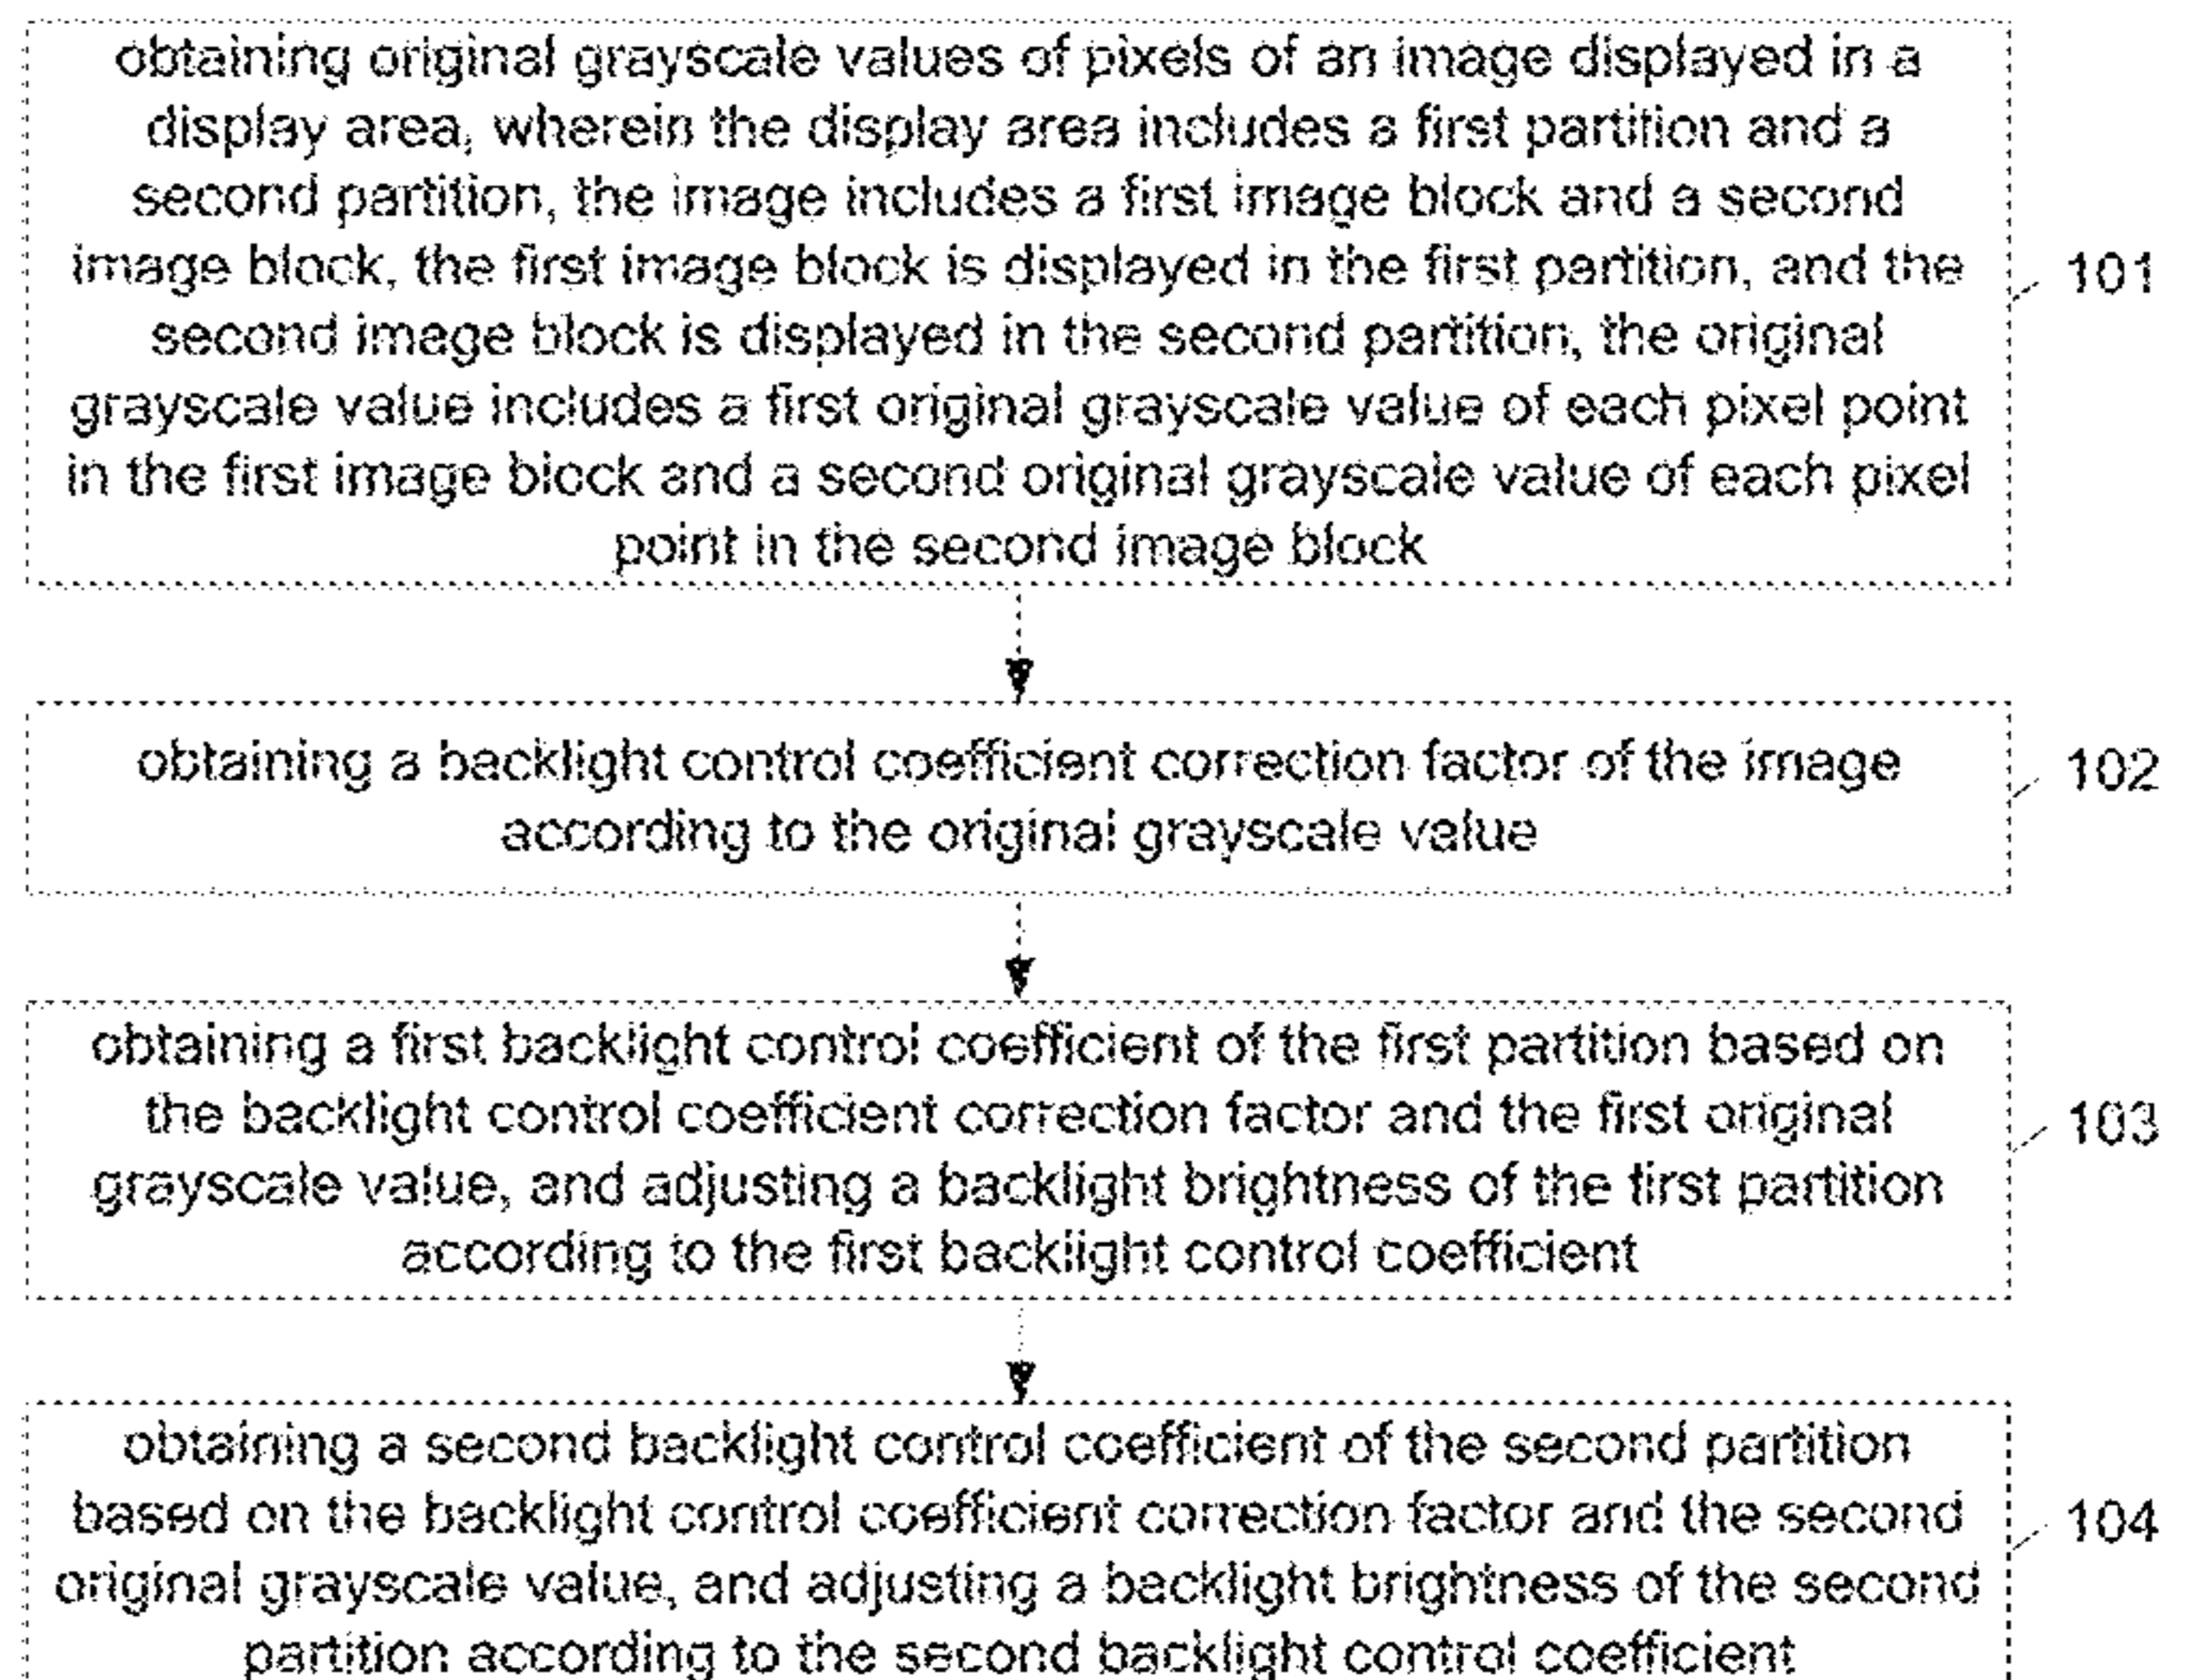 obtaining original grayscale values of pixels of an image displayed in a
display area, wherein the display area includes a first partition and a
second partition, the image includes a first image block and a second
image block, the first image block is displayed in the first partition, and the
second image block is displayed in the second partition, the original
grayscale value includes a first original grayscale value of each pixel point
in the first image block and a second original grayscale value of each pixel
point in the second image block
101
obtaining a backlight control coefficient correction factor of the image
according to the original grayscale value
102
obtaining a first backlight control coefficient of the first partition based on
the backlight control coefficient correction factor and the first original
grayscale value, and adjusting a backlight brightness of the first partition
according to the first backlight control coefficient
103
obtaining a second backlight control coefficient of the second partition
based on the backlight control coefficient correction factor and the second
original grayscale value, and adjusting a backlight brightness of the second
partition according to the second backlight control coefficient
104